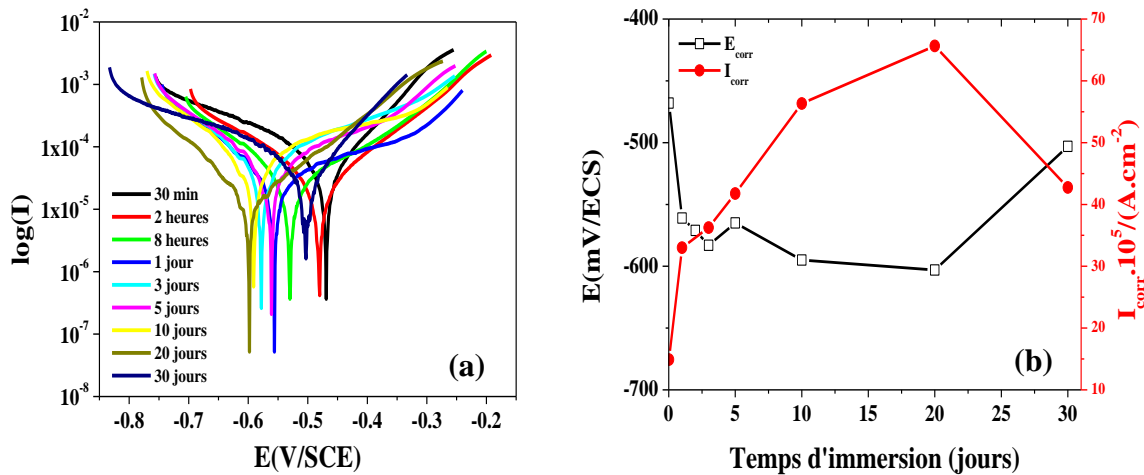 10^-2
10^-3
1x10^-4
1x10^-5
10^-6
10^-7
10^-8
log(I)
30 min
2 heures
8 heures
1 jour
3 jours
5 jours
10 jours
20 jours
30 jours
(a)
-0.8 -0.7 -0.6 -0.5 -0.4 -0.3 -0.2
E(V/SCE)
-400
-500
-600
-700
E(mV/ECS)
E_corr
I_corr
(b)
70
60
50
40
30
20
10
I_corr.10^5/(A.cm^-2)
0 5 10 15 20 25 30
Temps d'immersion (jours)